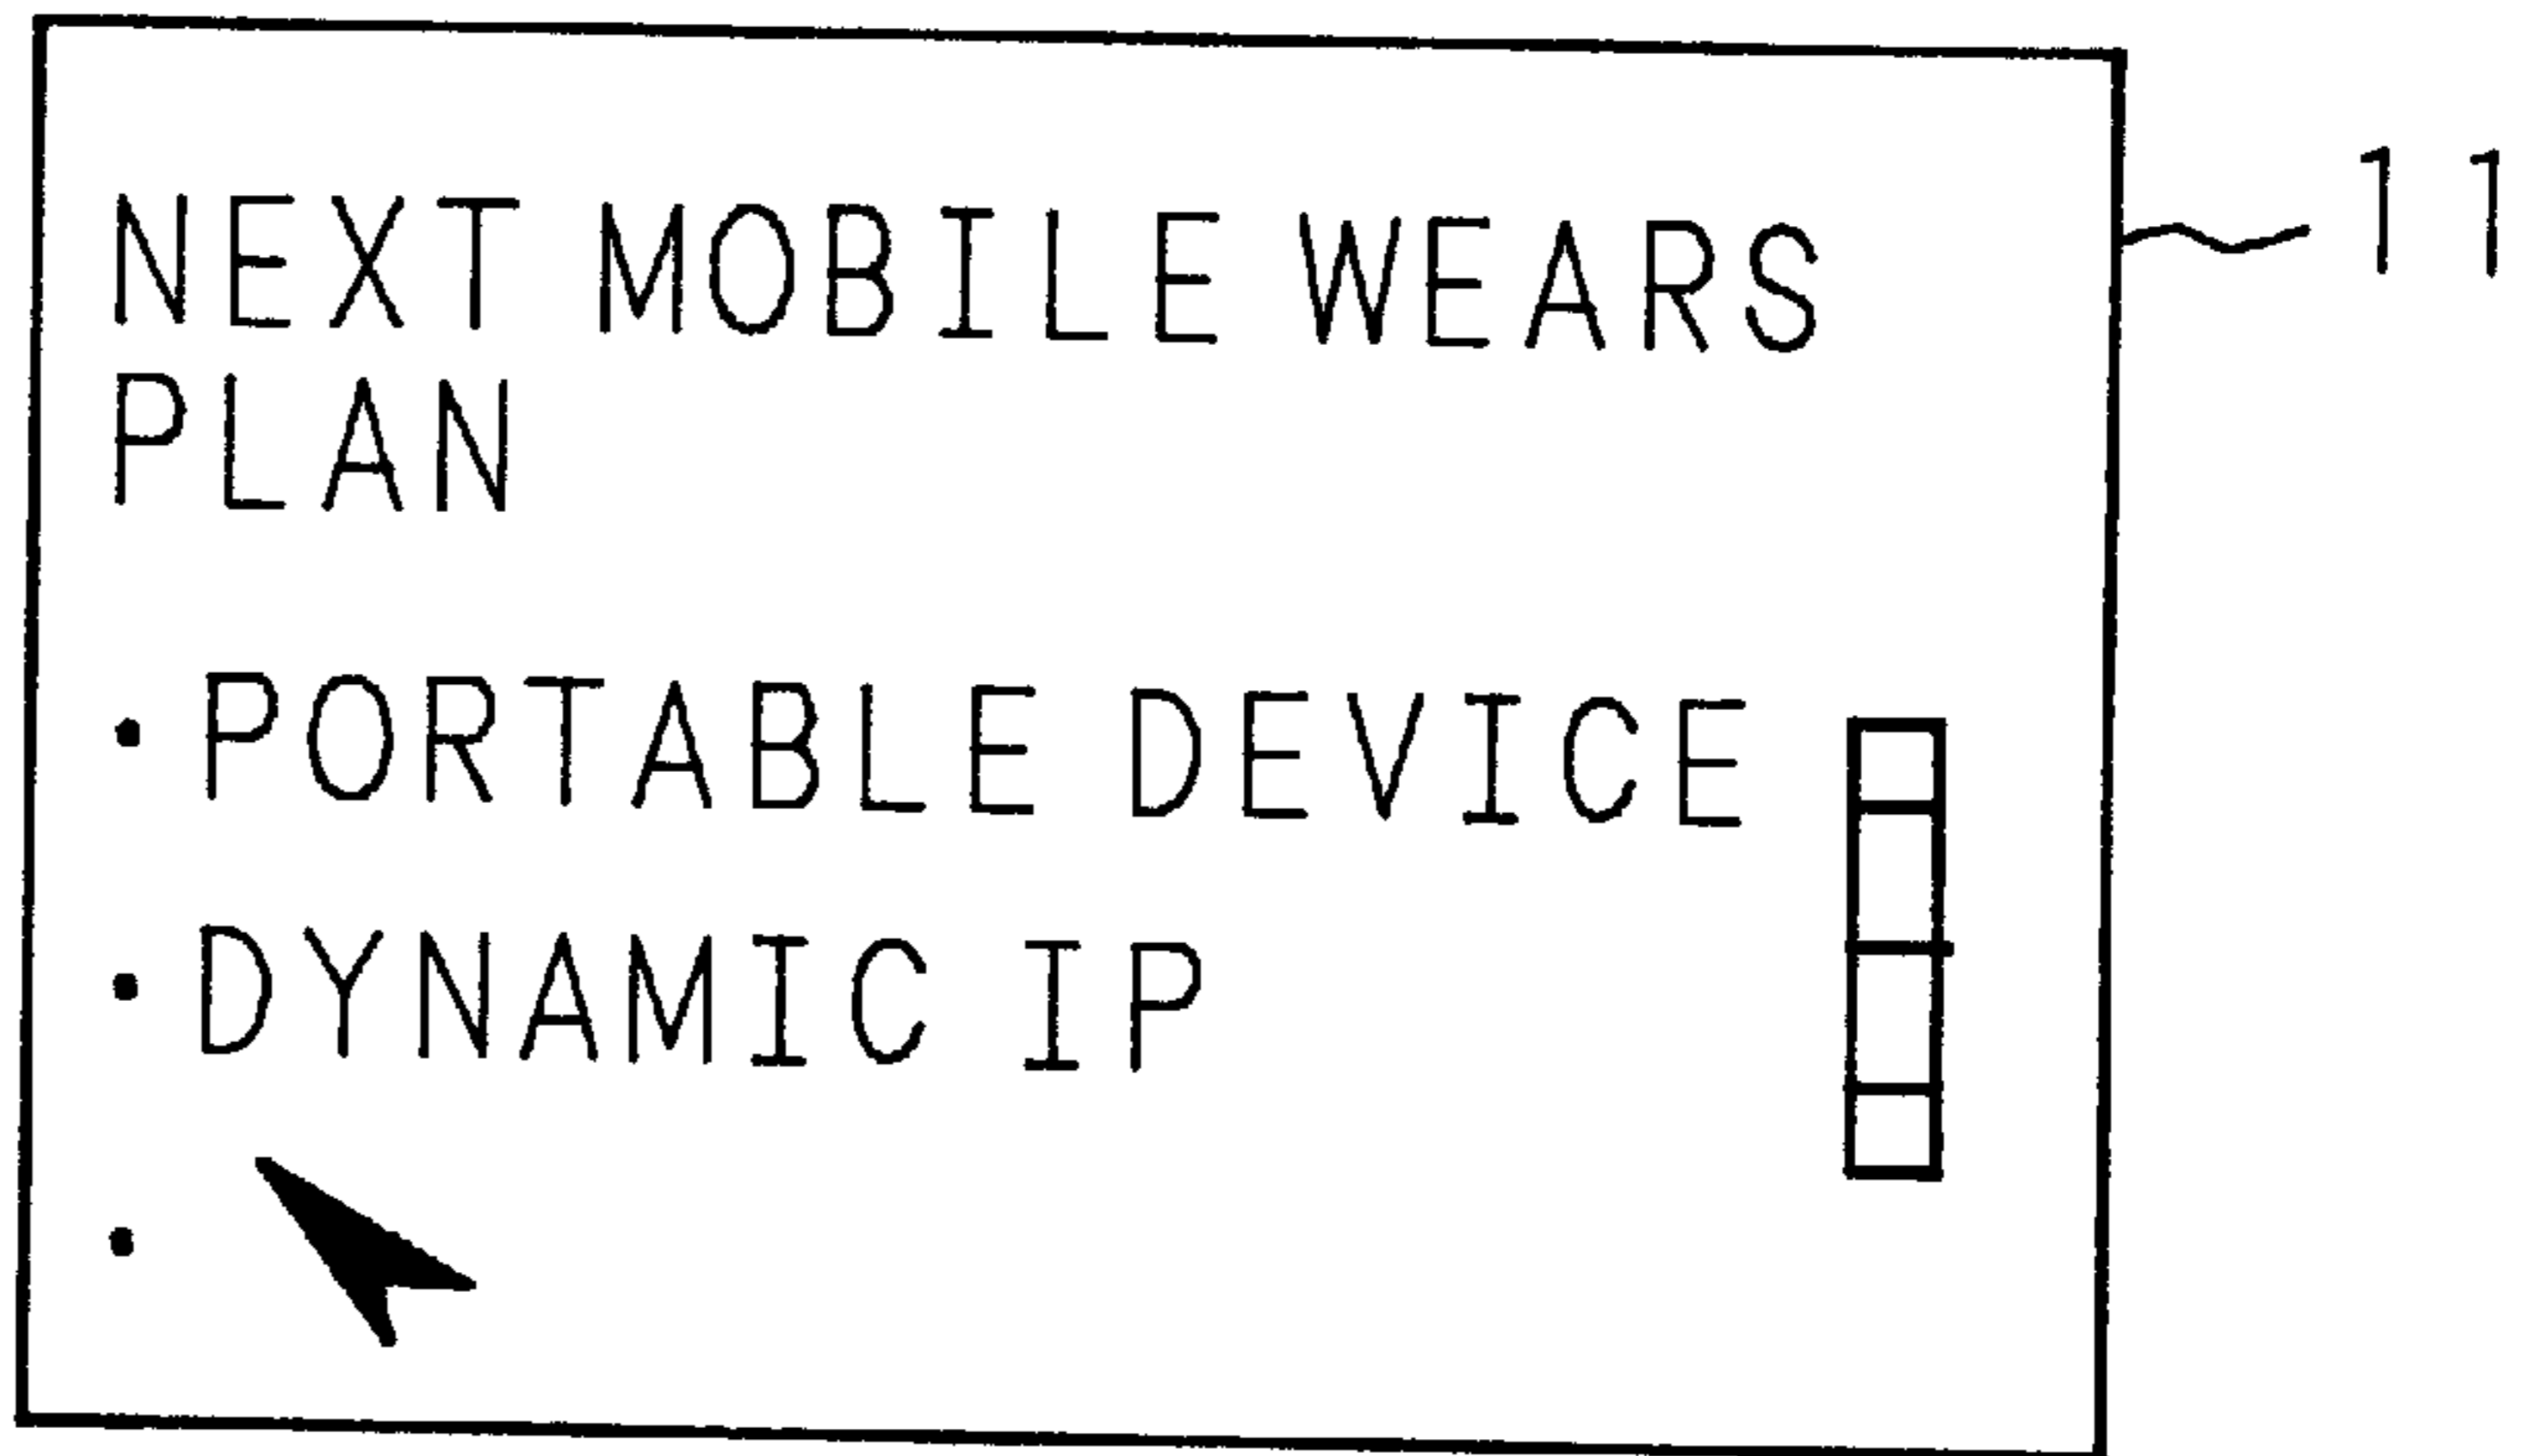 NEXT MOBILE WEARS
PLAN
・PORTABLE DEVICE
・DYNAMIC IP
・
11